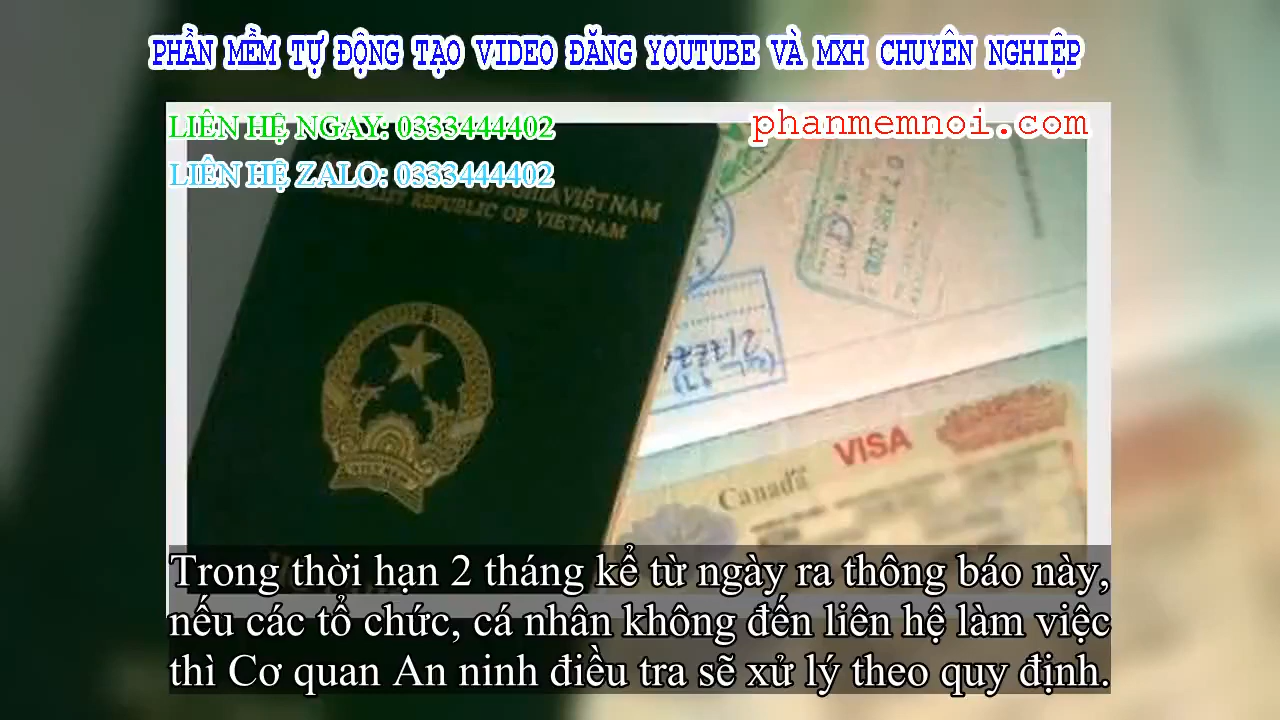 PHẦN MỀM TỰ ĐỘNG TẠO VIDEO ĐĂNG YOUTUBE VÀ MXH CHUYÊN NGHIỆP
LIÊN HỆ NGAY: 0333444402
phanmemnoi.com
LIÊN HỆ ZALO: 0333444402
NGHĨA VIỆT NAM
REPUBLIC OF VIETNAM
VISA
Canada
Trong thời hạn 2 tháng kể từ ngày ra thông báo này,
nếu các tổ chức, cá nhân không đến liên hệ làm việc
thì Cơ quan An ninh điều tra sẽ xử lý theo quy định.